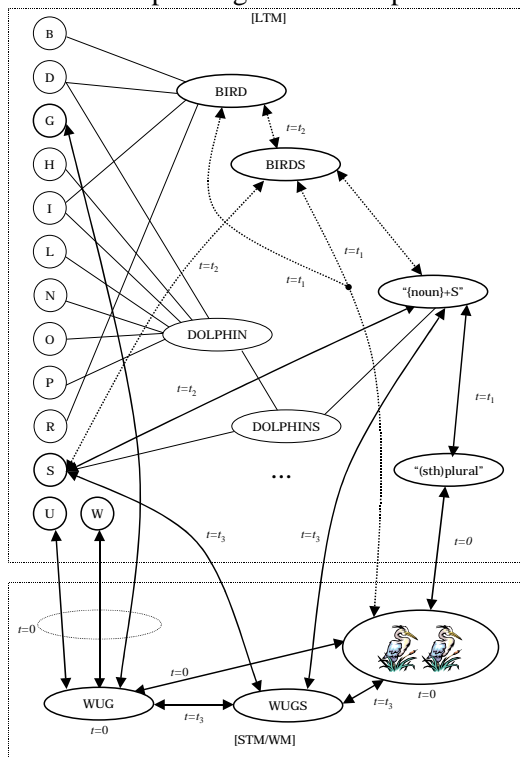 [LTM]
B
D
G
H
I
L
N
O
P
R
S
U
W
BIRD
t=t2
BIRDS
t=t2
t=t1
t=t1
"{noun}+S"
DOLPHIN
t=t2
t=t1
DOLPHINS
"(sth)plural"
...
t=t3
t=t3
t=0
t=0
t=0
WUG
t=t3
WUGS
t=t3
t=0
t=0
[STM/WM]